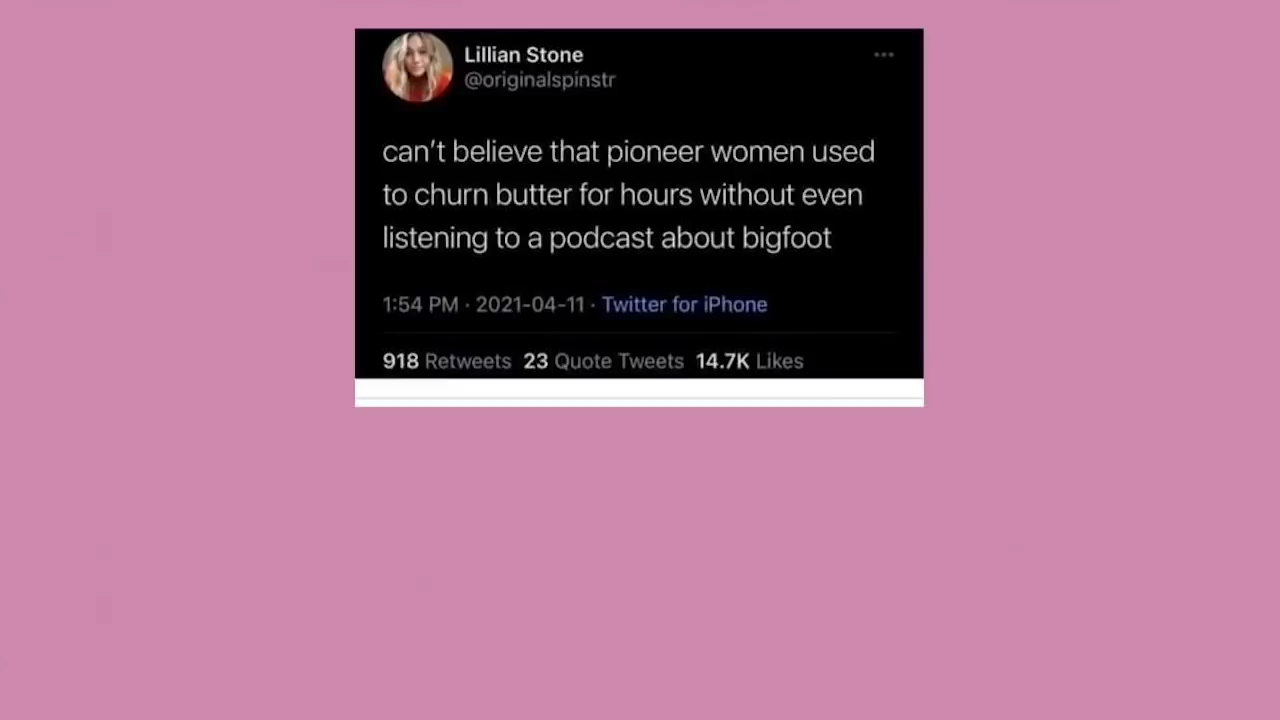 Lillian Stone
@originalspinstr
can't believe that pioneer women used
to churn butter for hours without even
listening to a podcast about bigfoot
1:54 PM · 2021-04-11 · Twitter for iPhone
918 Retweets 23 Quote Tweets 14.7K Likes